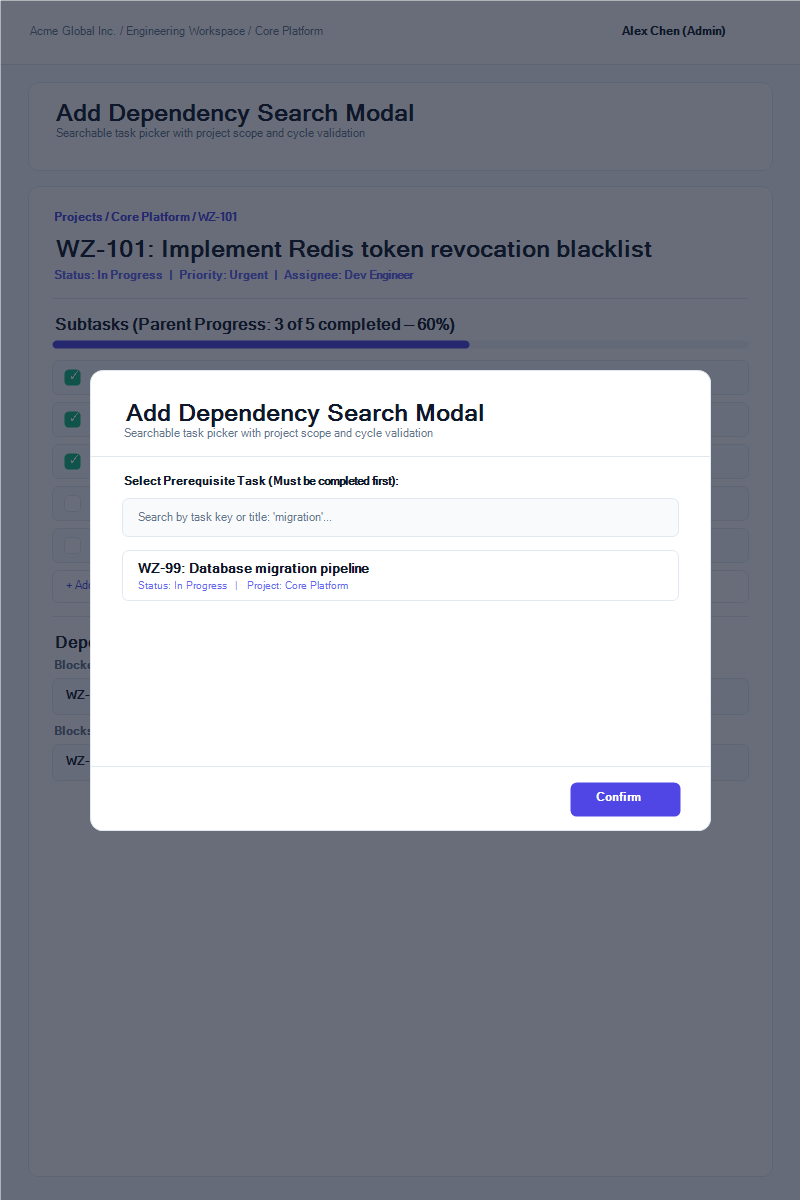 Acme Global Inc. / Engineering Workspace / Core Platform
Alex Chen (Admin)
Add Dependency Search Modal
Searchable task picker with project scope and cycle validation
Projects / Core Platform / WZ-101
WZ-101: Implement Redis token revocation blacklist
Status: In Progress | Priority: Urgent | Assignee: Dev Engineer
Subtasks (Parent Progress: 3 of 5 completed — 60%)
Add Dependency Search Modal
Searchable task picker with project scope and cycle validation
Select Prerequisite Task (Must be completed first):
Search by task key or title: 'migration'...
WZ-99: Database migration pipeline
Status: In Progress | Project: Core Platform
+ Add
Confirm